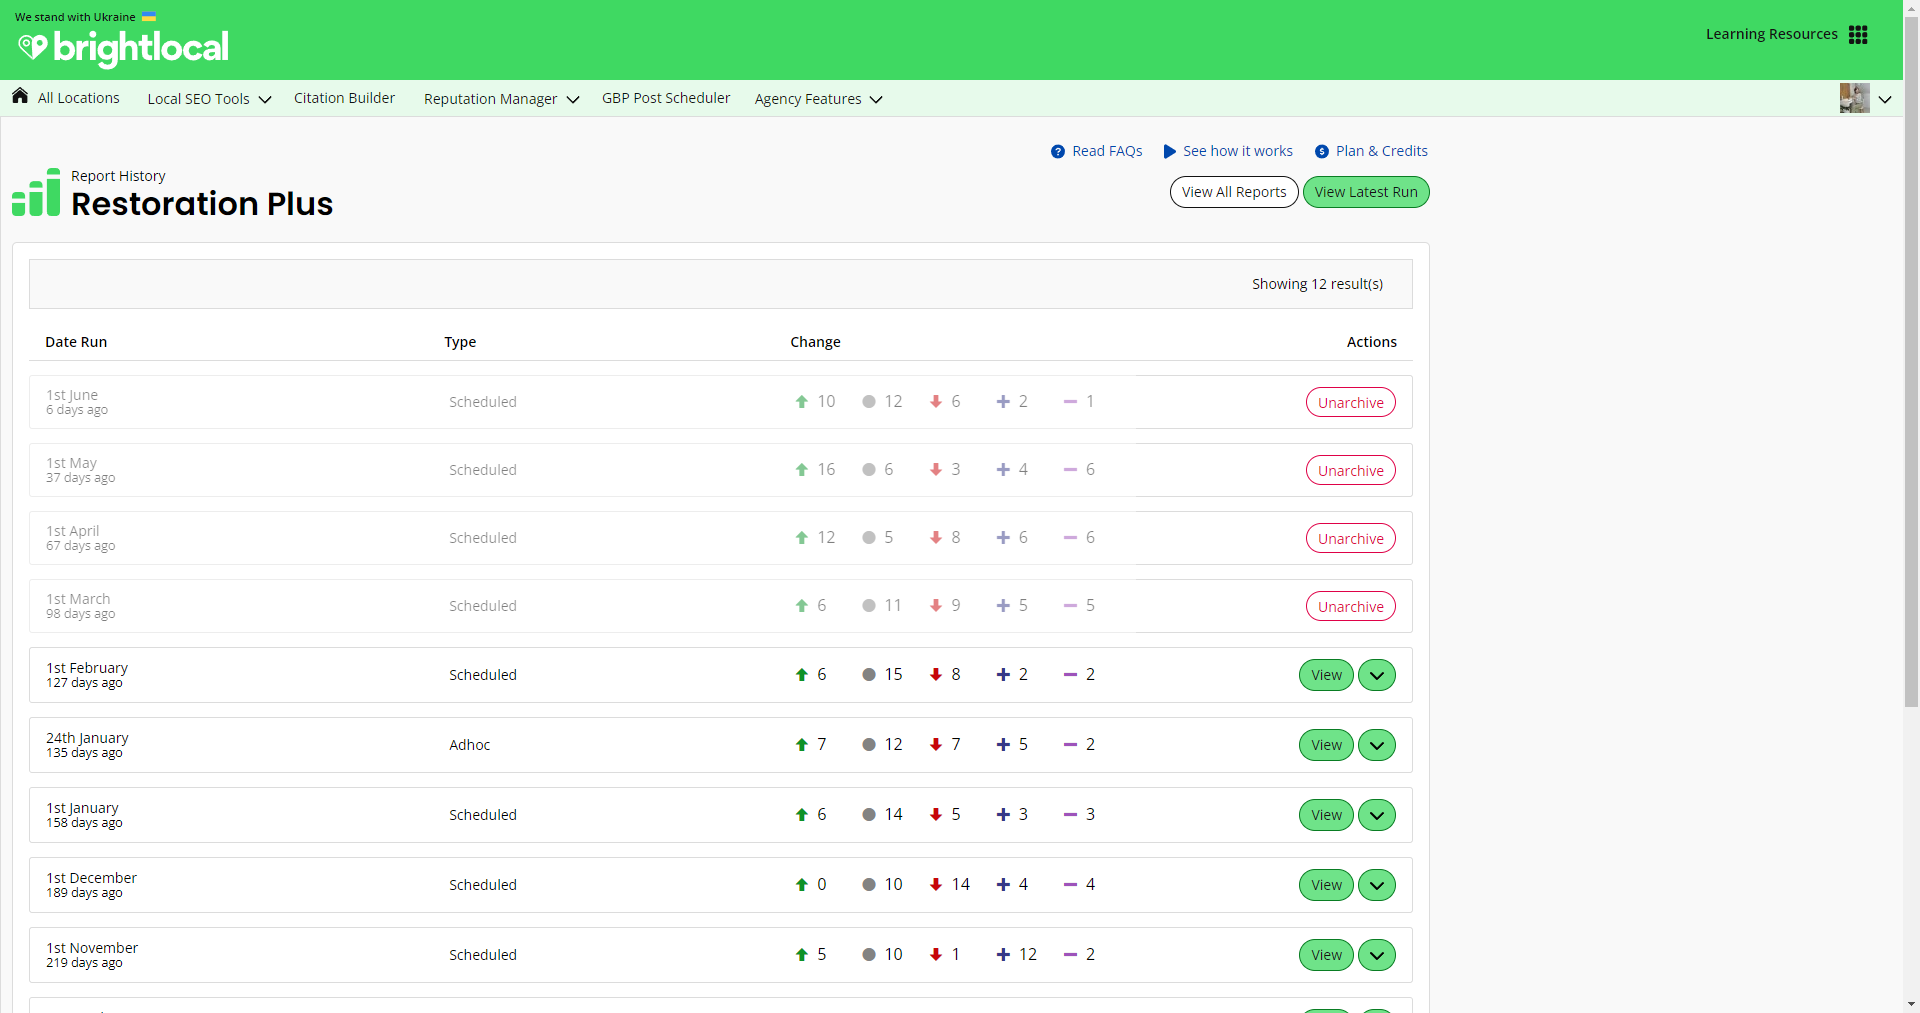 We stand with Ukraine
brightlocal
Learning Resources
All Locations Local SEO Tools Citation Builder Reputation Manager GBP Post Scheduler Agency Features
Read FAQs See how it works Plan & Credits
Report History
Restoration Plus
View All Reports View Latest Run
Showing 12 result(s)
Date Run Type Change Actions
1st June
6 days ago
Scheduled 10 12 6 2 1 Unarchive
1st May
37 days ago
Scheduled 16 6 3 4 6 Unarchive
1st April
67 days ago
Scheduled 12 5 8 6 6 Unarchive
1st March
98 days ago
Scheduled 6 11 9 5 5 Unarchive
1st February
127 days ago
Scheduled 6 15 8 2 2 View
24th January
135 days ago
Adhoc 7 12 7 5 2 View
1st January
158 days ago
Scheduled 6 14 5 3 3 View
1st December
189 days ago
Scheduled 0 10 14 4 4 View
1st November
219 days ago
Scheduled 5 10 1 12 2 View